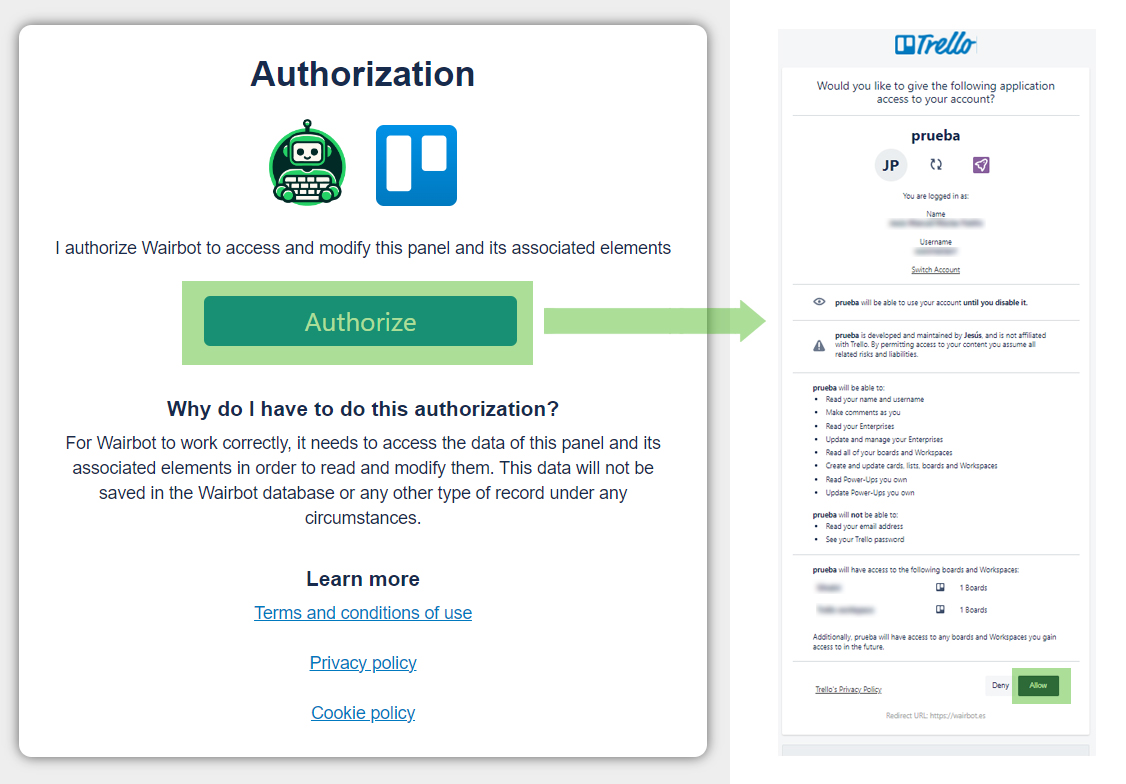 Authorization
I authorize Wairbot to access and modify this panel and its associated elements
Authorize
Why do I have to do this authorization?
For Wairbot to work correctly, it needs to access the data of this panel and its
associated elements in order to read and modify them. This data will not be
saved in the Wairbot database or any other type of record under any
circumstances.
Learn more
Terms and conditions of use
Privacy policy
Cookie policy
Trello
Would you like to give the following application
access to your account?
prueba
JP
You are logged in as:
Name
Username
Switch Account
prueba will be able to use your account until you disable it.
prueba is developed and maintained by Jesús, and is not affiliated
with Trello. By permitting access to your content you assume all
related risks and liabilities.
prueba will be able to:
• Read your name and username
• Make comments as you
• Read your Enterprises
• Update and manage your Enterprises
• Read all of your boards and Workspaces
• Create and update cards, lists, boards and Workspaces
• Read Power-Ups you own
• Update Power-Ups you own
prueba will not be able to:
• Read your email address
• See your Trello password
prueba will have access to the following boards and Workspaces:
1 Boards
1 Boards
Additionally, prueba will have access to any boards and Workspaces you gain
access to in the future.
Trello's Privacy Policy
Deny
Allow
Redirect URL: https://wairbot.es